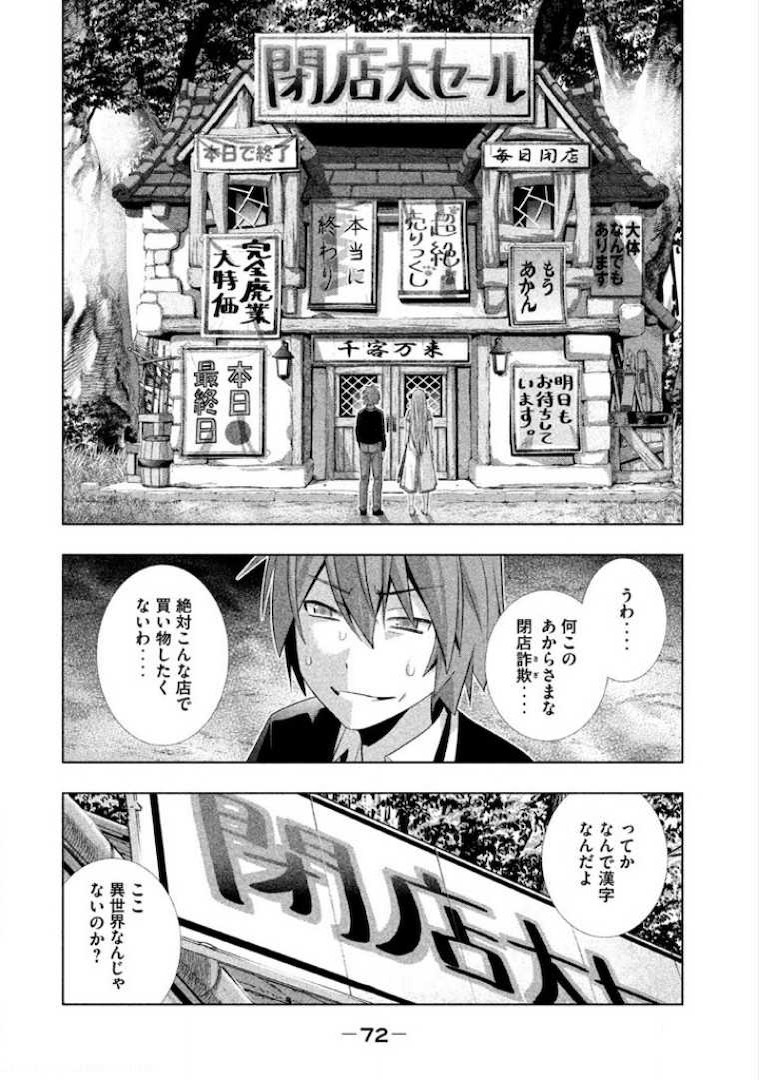 閉店大セール
毎日閉店
本日で終了
大体
なんでも
あります
もう
あかん
の超絶
売りつくし
本当に
終わり
完全廃業
大特価
千客万来
明日も
お待ちして
います。
本日
最終日
うわ‥‥
何この
あからさまな
閉店詐欺‥‥
さぎ
絶対こんな店で
買い物したく
ないわ‥‥
ってか
なんで漢字
なんだよ
閉店大
ここ
異世界なんじゃ
ないのか？
－72－